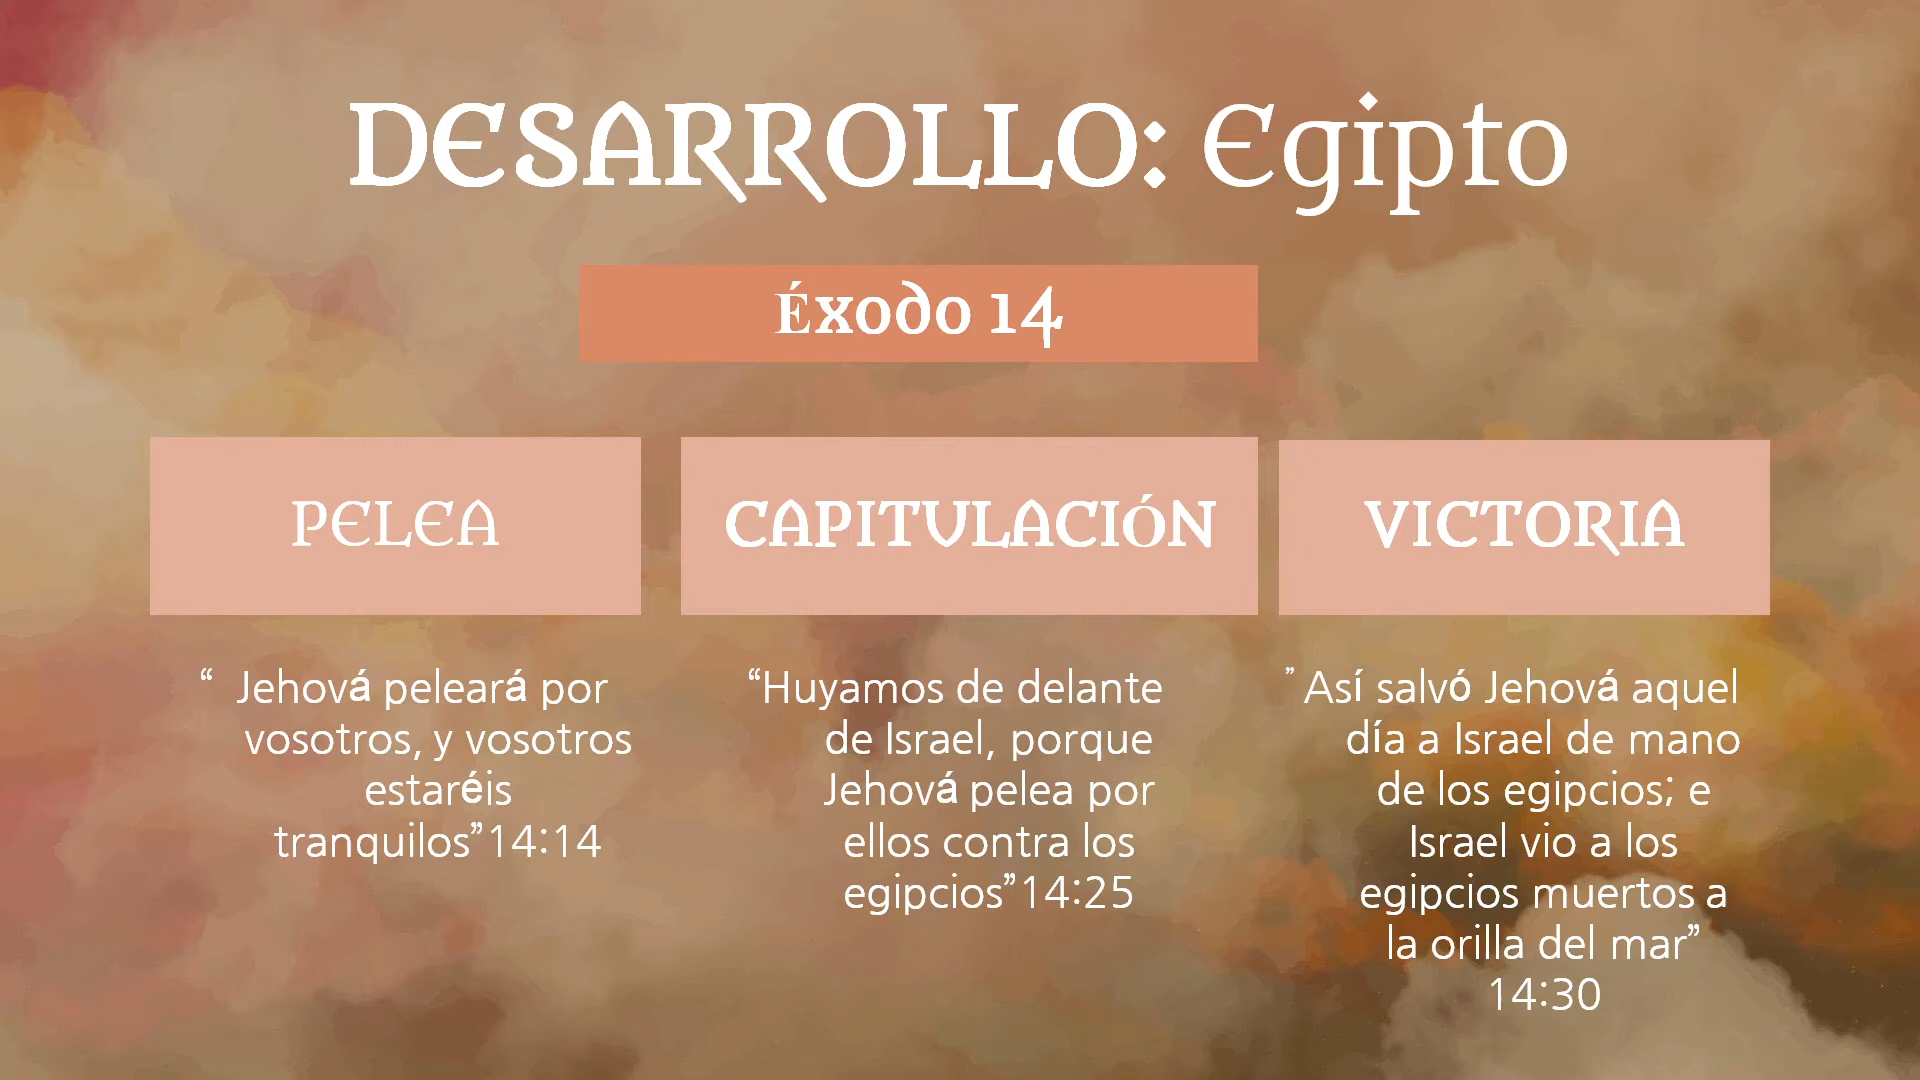 DESARROLLO: Egipto
Éxodo 14
PELEA
“ Jehová peleará por
vosotros, y vosotros
estaréis
tranquilos”14:14
CAPITULACIÓN
“Huyamos de delante
de Israel, porque
Jehová pelea por
ellos contra los
egipcios”14:25
VICTORIA
” Así salvó Jehová aquel
día a Israel de mano
de los egipcios; e
Israel vio a los
egipcios muertos a
la orilla del mar”
14:30